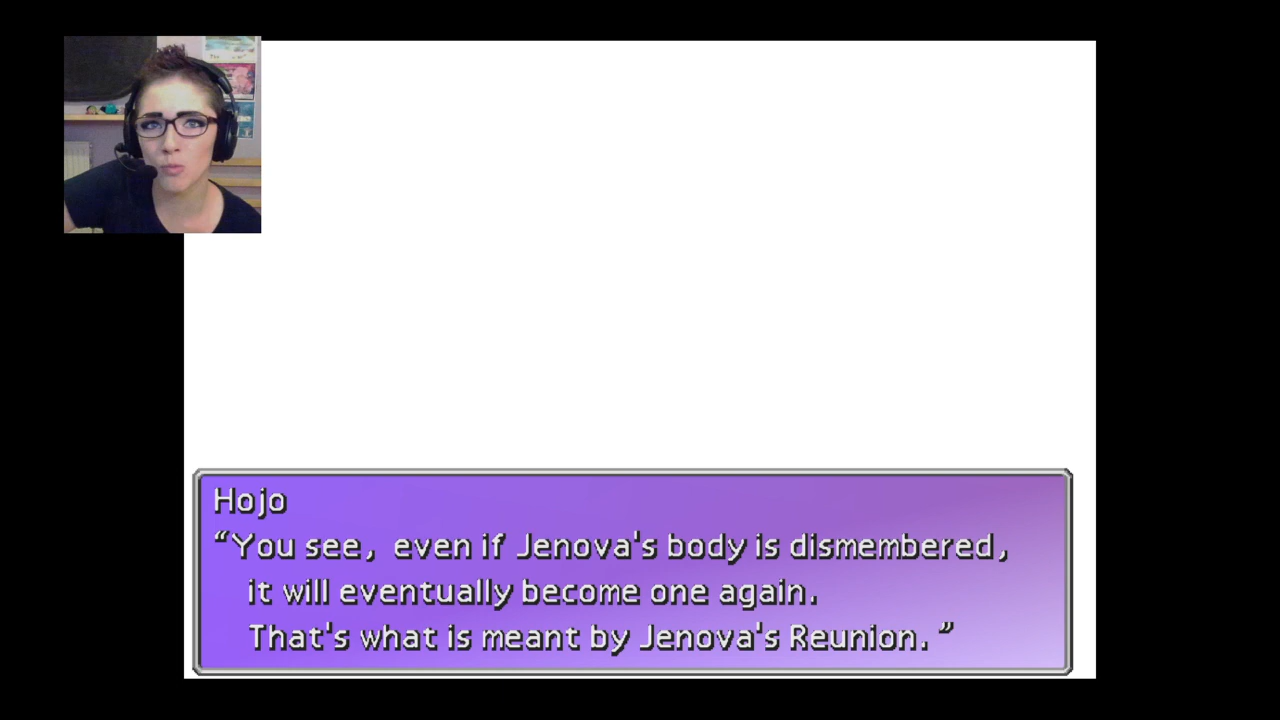 Hojo
“You see, even if Jenova's body is dismembered,
it will eventually become one again.
That's what is meant by Jenova's Reunion.”